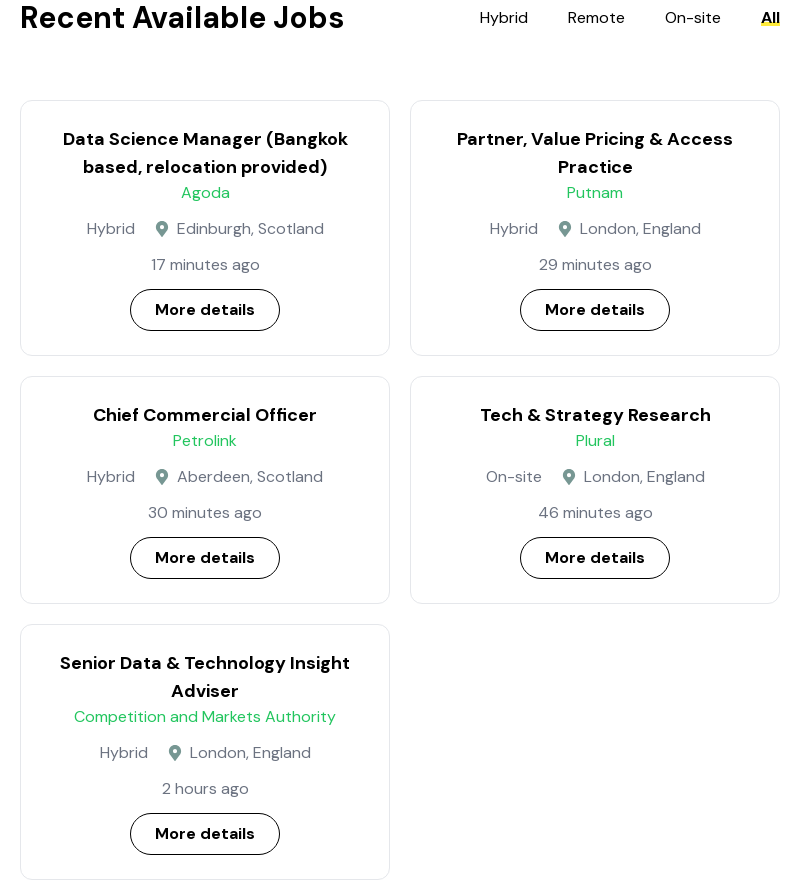 Recent Available Jobs
Hybrid Remote On-site All
Data Science Manager (Bangkok
based, relocation provided)
Agoda
Hybrid Edinburgh, Scotland
17 minutes ago
More details
Partner, Value Pricing & Access
Practice
Putnam
Hybrid London, England
29 minutes ago
More details
Chief Commercial Officer
Petrolink
Hybrid Aberdeen, Scotland
30 minutes ago
More details
Tech & Strategy Research
Plural
On-site London, England
46 minutes ago
More details
Senior Data & Technology Insight
Adviser
Competition and Markets Authority
Hybrid London, England
2 hours ago
More details